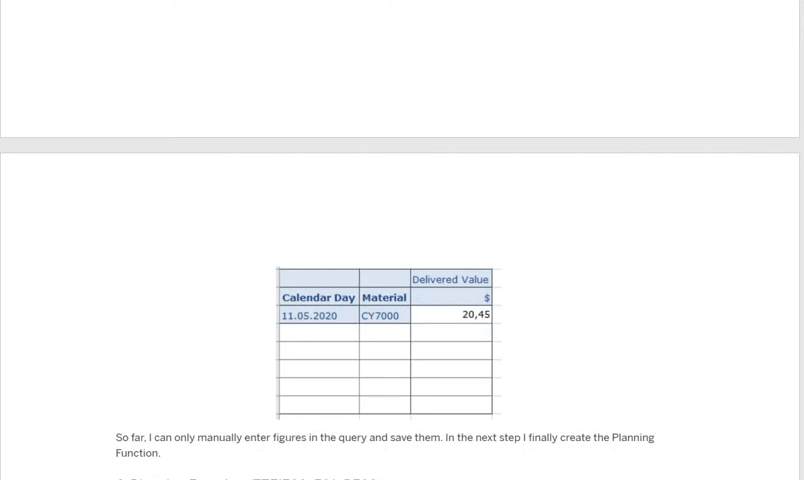 Delivered Value
Calendar Day Material $
11.05.2020 CY7000 20,45
So far, I can only manually enter figures in the query and save them. In the next step I finally create the Planning
Function.